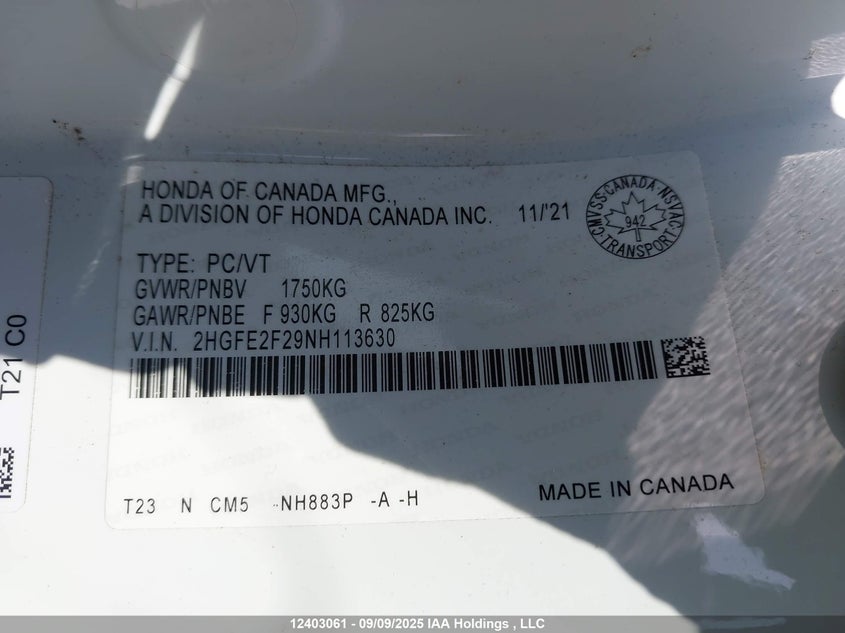 HONDA OF CANADA MFG.,
A DIVISION OF HONDA CANADA INC. 11/'21
CMVSS-CANADA-NSVAC
942
TRANSPORT
TYPE: PC/VT
GVWR/PNBV 1750KG
GAWR/PNBE F 930KG R 825KG
V.I.N. 2HGFE2F29NH113630
T23 N CM5 -NH883P -A -H
MADE IN CANADA
T21 C0
12403061 - 09/09/2025 IAA Holdings , LLC